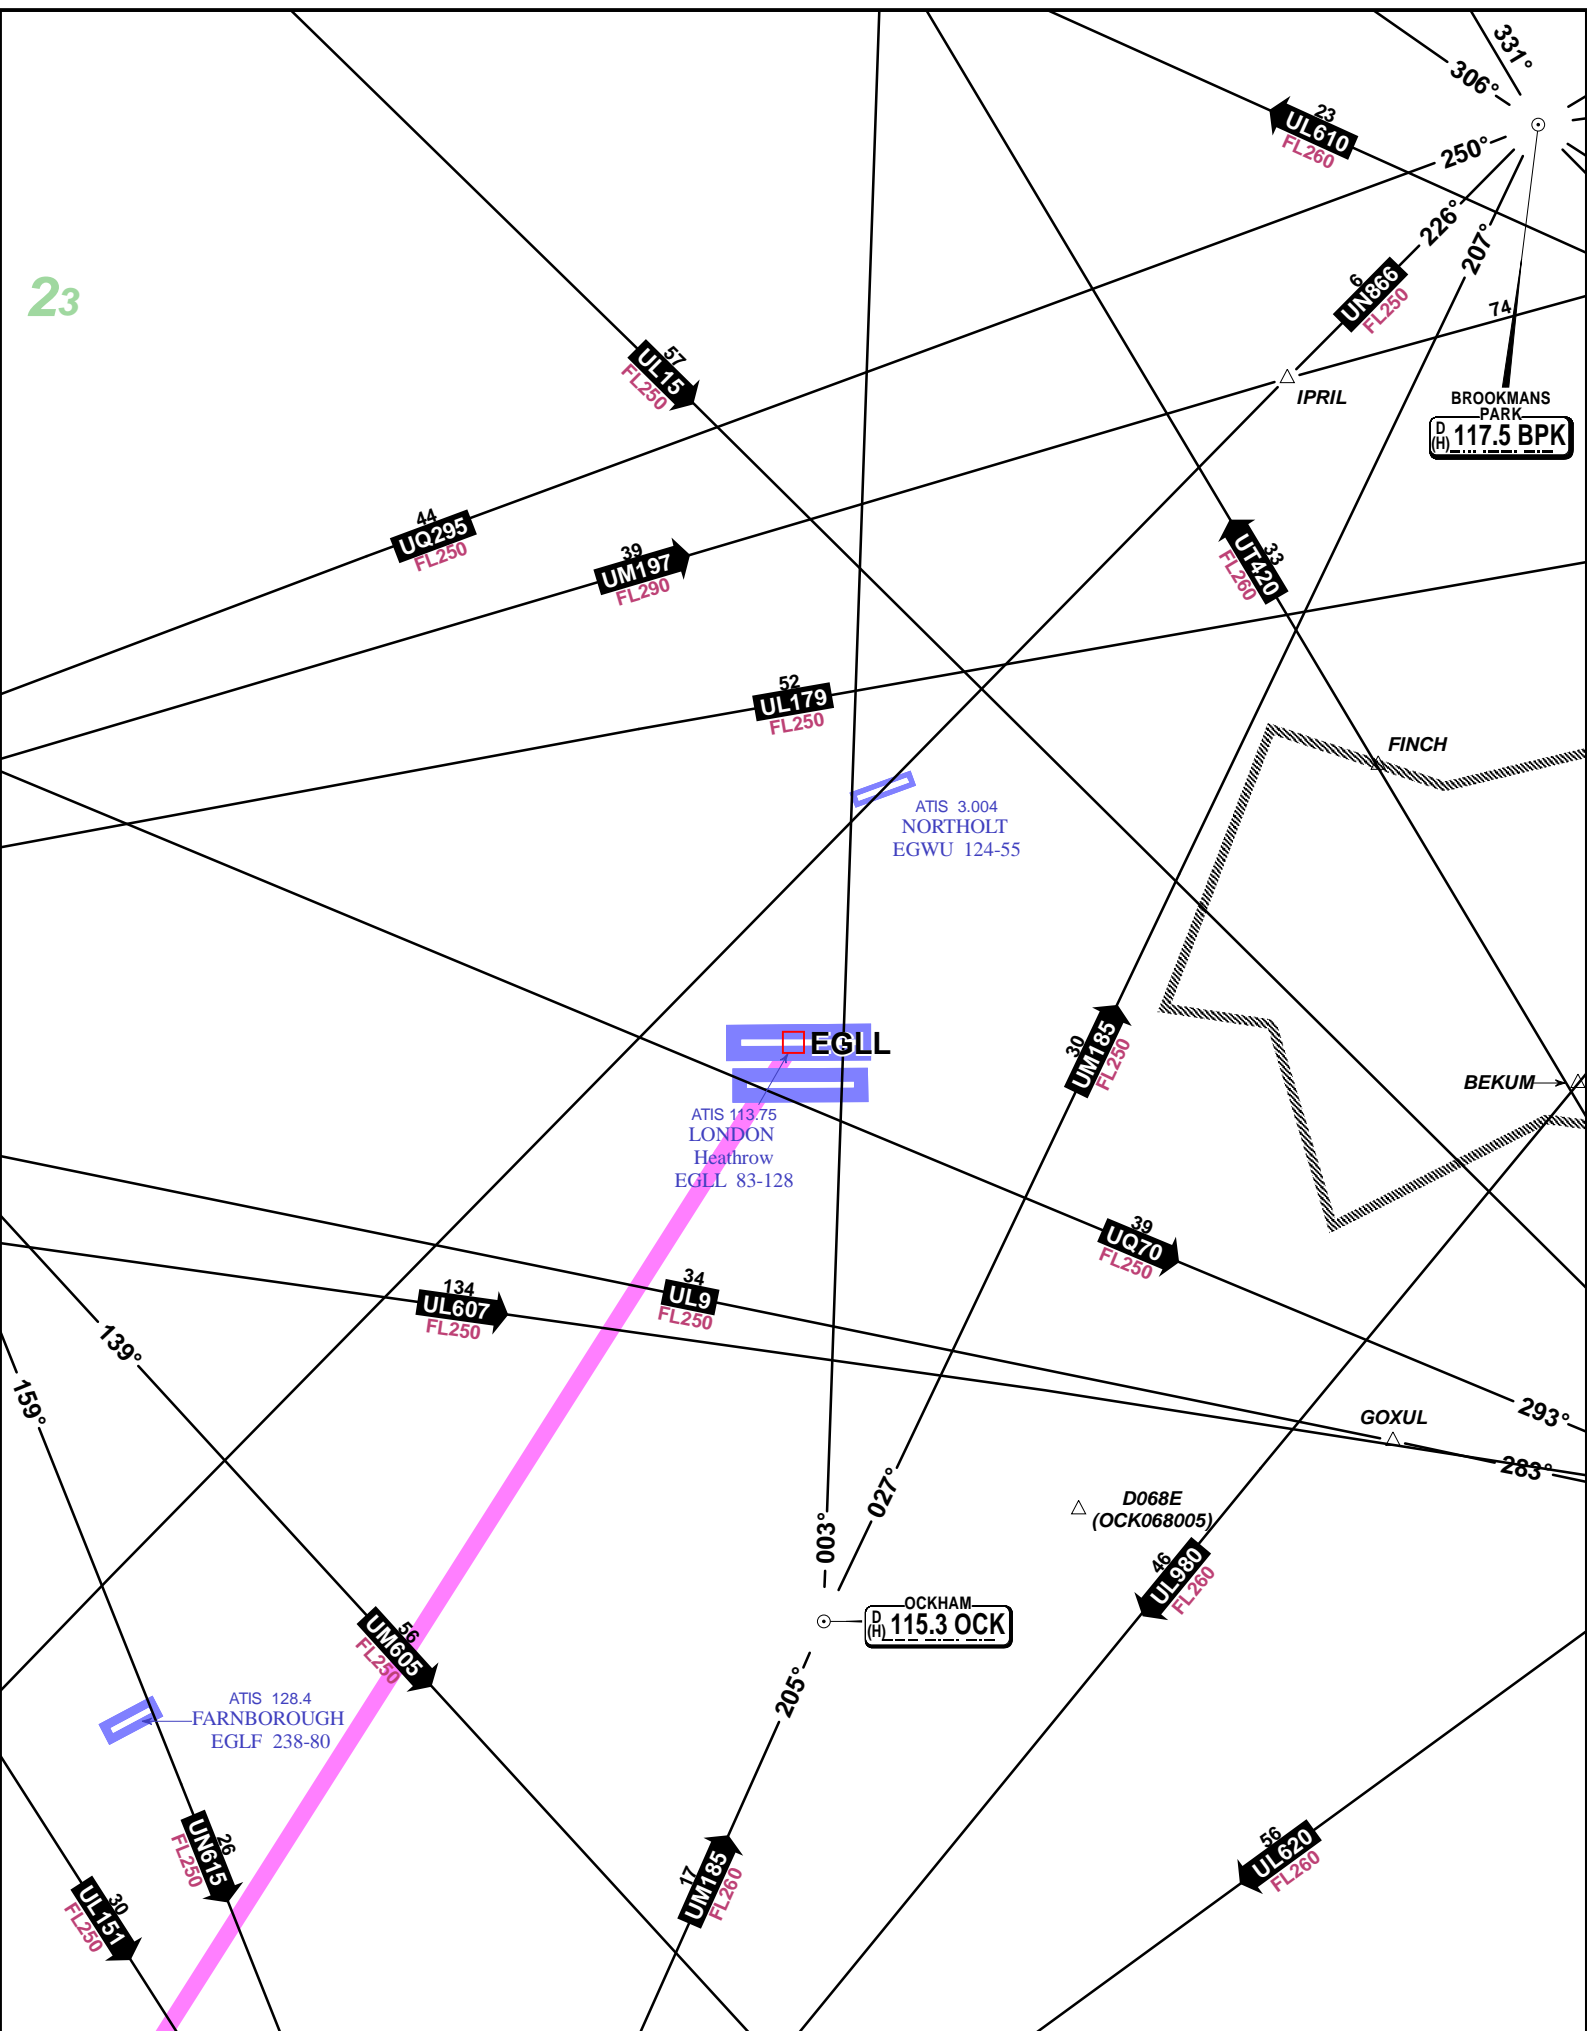 331°
306°
23
UL610
FL260
250°
226°
207°
6
UN866
FL250
74
23
57
UL15
FL250
IPRIL
BROOKMANS
PARK
D
(H) 117.5 BPK
44
UQ295
FL250
39
UM197
FL290
33
UT420
FL260
52
UL179
FL250
FINCH
ATIS 3.004
NORTHOLT
EGWU 124-55
EGLL
30
UM185
FL250
BEKUM
ATIS 113.75
LONDON
Heathrow
EGLL 83-128
39
UQ70
FL250
134
UL607
FL250
34
UL9
FL250
139°
159°
293°
GOXUL
283°
027°
003°
D068E
(OCK068005)
46
UL980
FL260
OCKHAM
D
(H) 115.3 OCK
56
UM605
FL250
205°
ATIS 128.4
FARNBOROUGH
EGLF 238-80
26
UN615
FL250
30
UL151
FL250
17
UM185
FL260
56
UL620
FL260